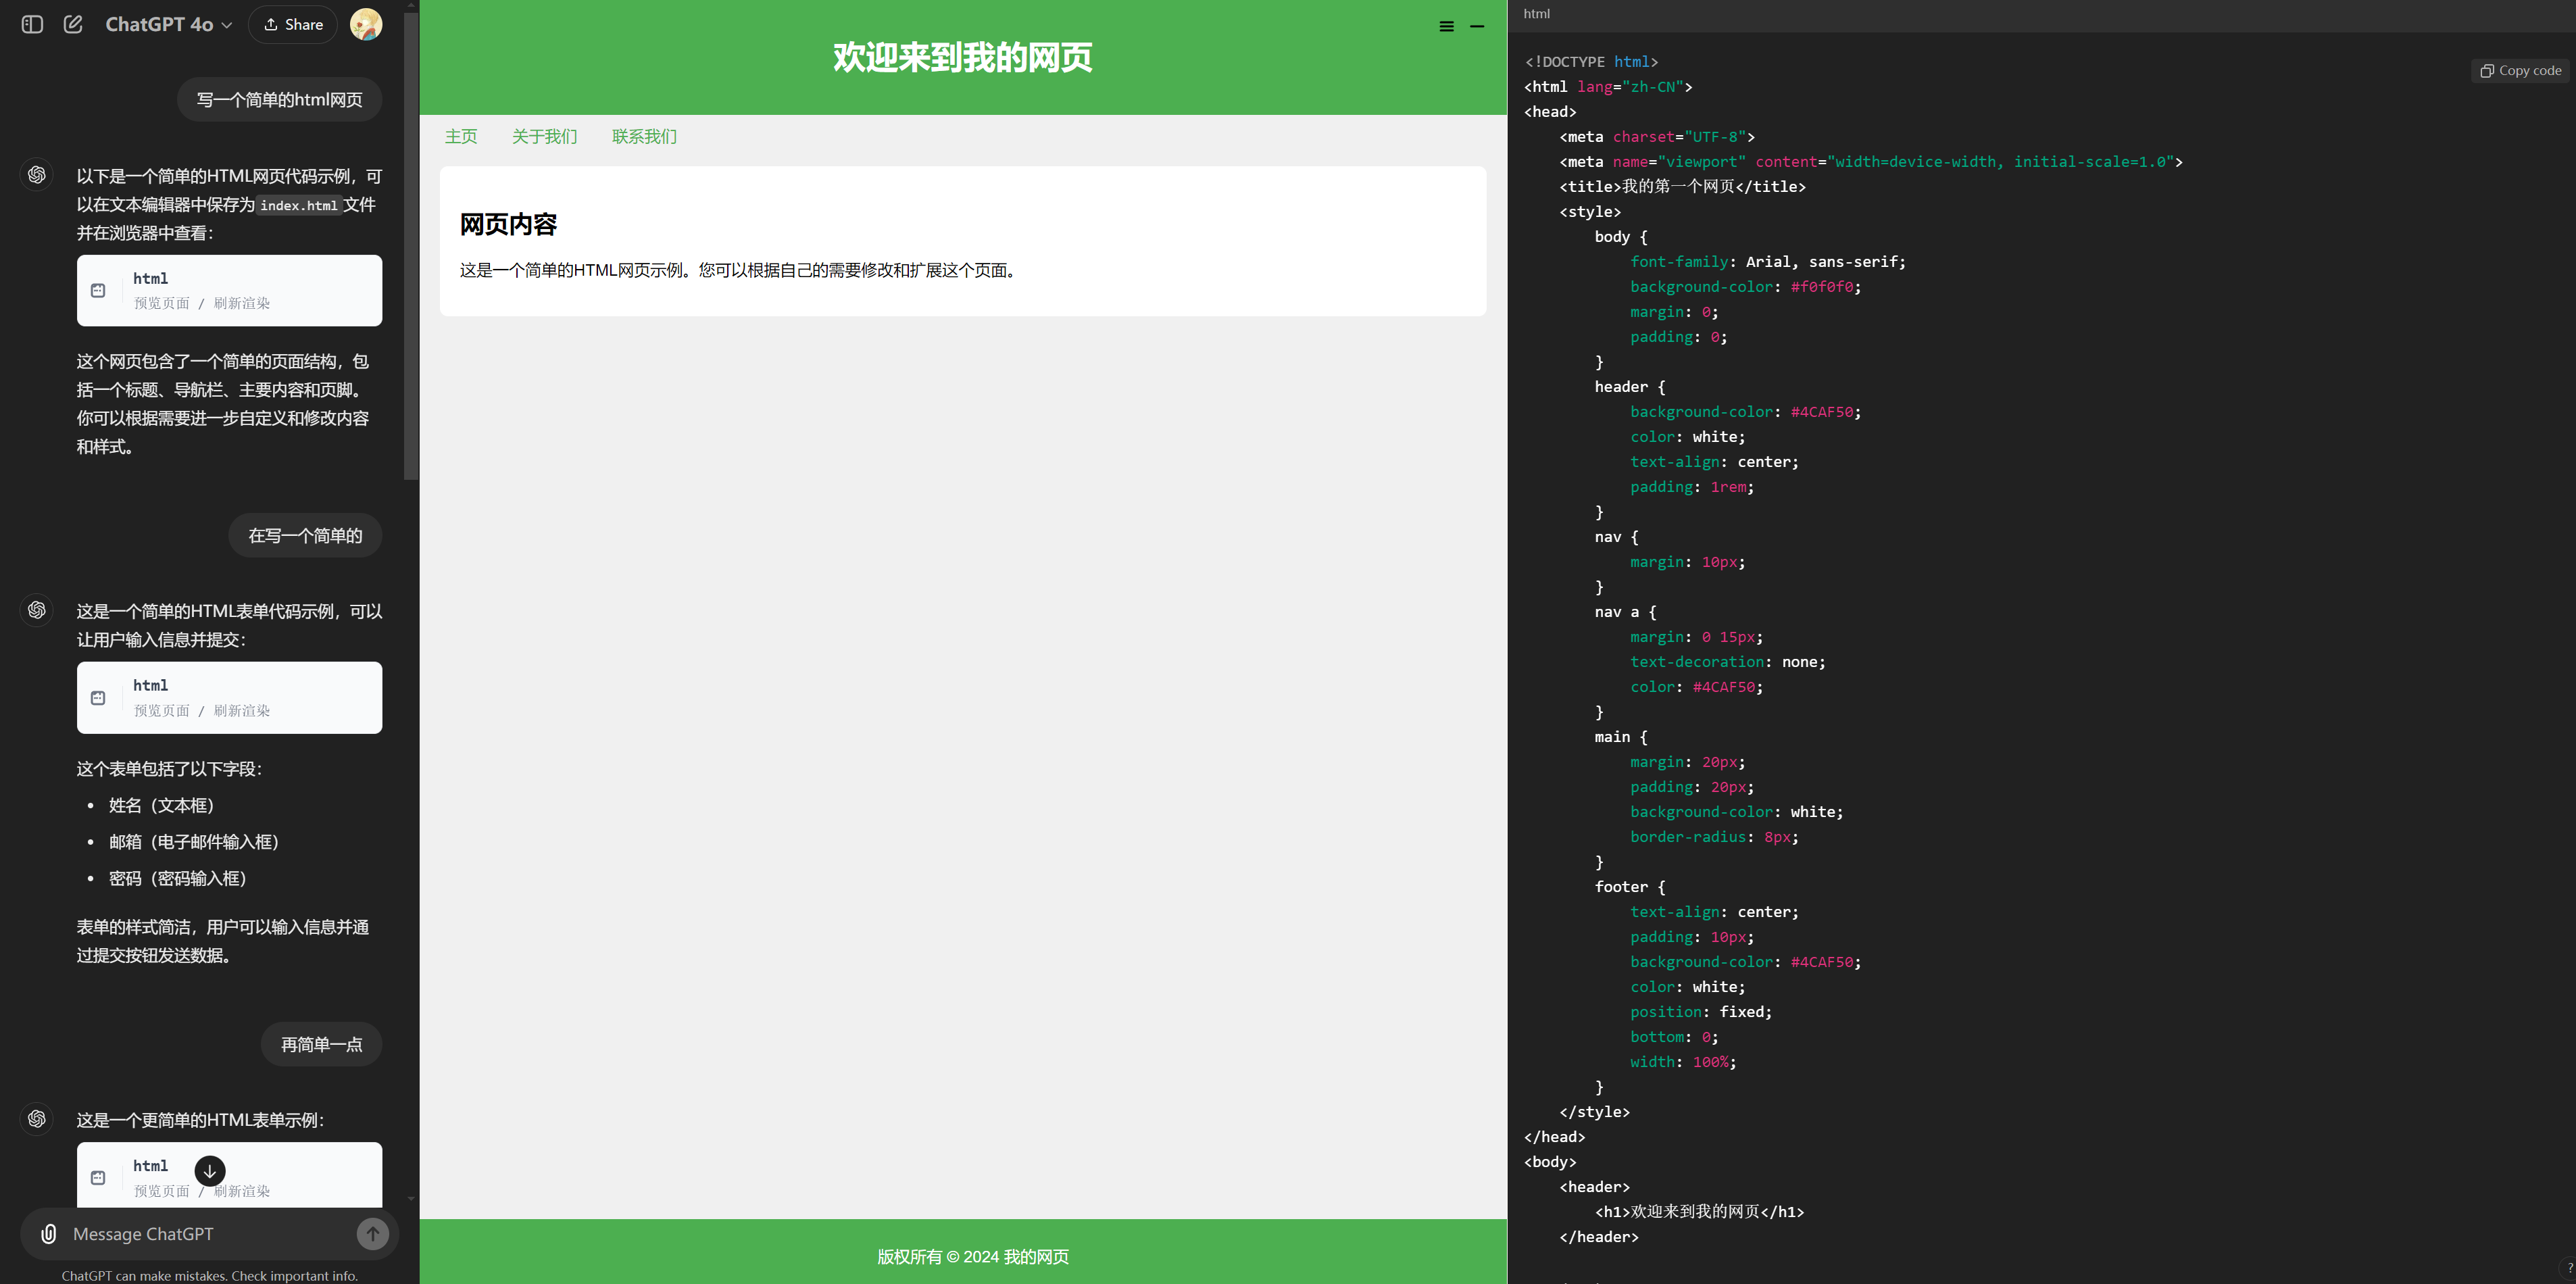 ChatGPT 4o
Share
写一个简单的html网页
以下是一个简单的HTML网页代码示例，可
以在文本编辑器中保存为 index.html 文件
并在浏览器中查看：
html
预览页面 / 刷新渲染
这个网页包含了一个简单的页面结构，包
括一个标题、导航栏、主要内容和页脚。
你可以根据需要进一步自定义和修改内容
和样式。
在写一个简单的
这是一个简单的HTML表单代码示例，可以
让用户输入信息并提交：
html
预览页面 / 刷新渲染
这个表单包括了以下字段：
• 姓名（文本框）
• 邮箱（电子邮件输入框）
• 密码（密码输入框）
表单的样式简洁，用户可以输入信息并通
过提交按钮发送数据。
再简单一点
这是一个更简单的HTML表单示例：
html
预览页面 / 刷新渲染
Message ChatGPT
ChatGPT can make mistakes. Check important info.
欢迎来到我的网页
主页 关于我们 联系我们
网页内容
这是一个简单的HTML网页示例。您可以根据自己的需要修改和扩展这个页面。
版权所有 © 2024 我的网页
html
Copy code
<!DOCTYPE html>
<html lang="zh-CN">
<head>
    <meta charset="UTF-8">
    <meta name="viewport" content="width=device-width, initial-scale=1.0">
    <title>我的第一个网页</title>
    <style>
        body {
            font-family: Arial, sans-serif;
            background-color: #f0f0f0;
            margin: 0;
            padding: 0;
        }
        header {
            background-color: #4CAF50;
            color: white;
            text-align: center;
            padding: 1rem;
        }
        nav {
            margin: 10px;
        }
        nav a {
            margin: 0 15px;
            text-decoration: none;
            color: #4CAF50;
        }
        main {
            margin: 20px;
            padding: 20px;
            background-color: white;
            border-radius: 8px;
        }
        footer {
            text-align: center;
            padding: 10px;
            background-color: #4CAF50;
            color: white;
            position: fixed;
            bottom: 0;
            width: 100%;
        }
    </style>
</head>
<body>
    <header>
        <h1>欢迎来到我的网页</h1>
    </header>
?